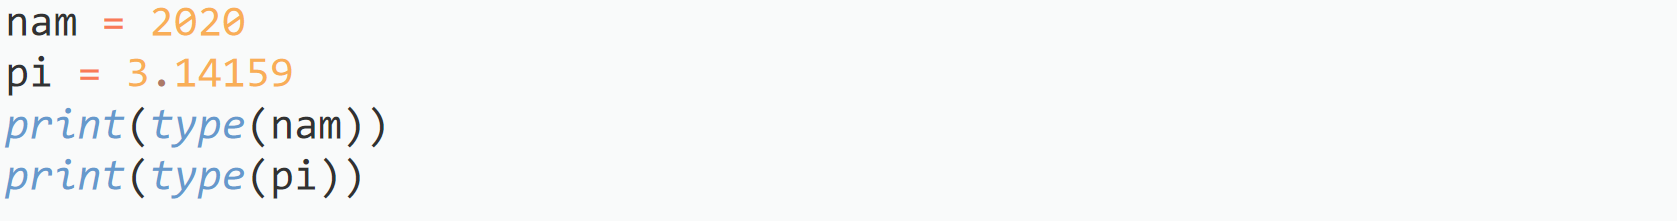 nam = 2020
pi = 3.14159
print(type(nam))
print(type(pi))